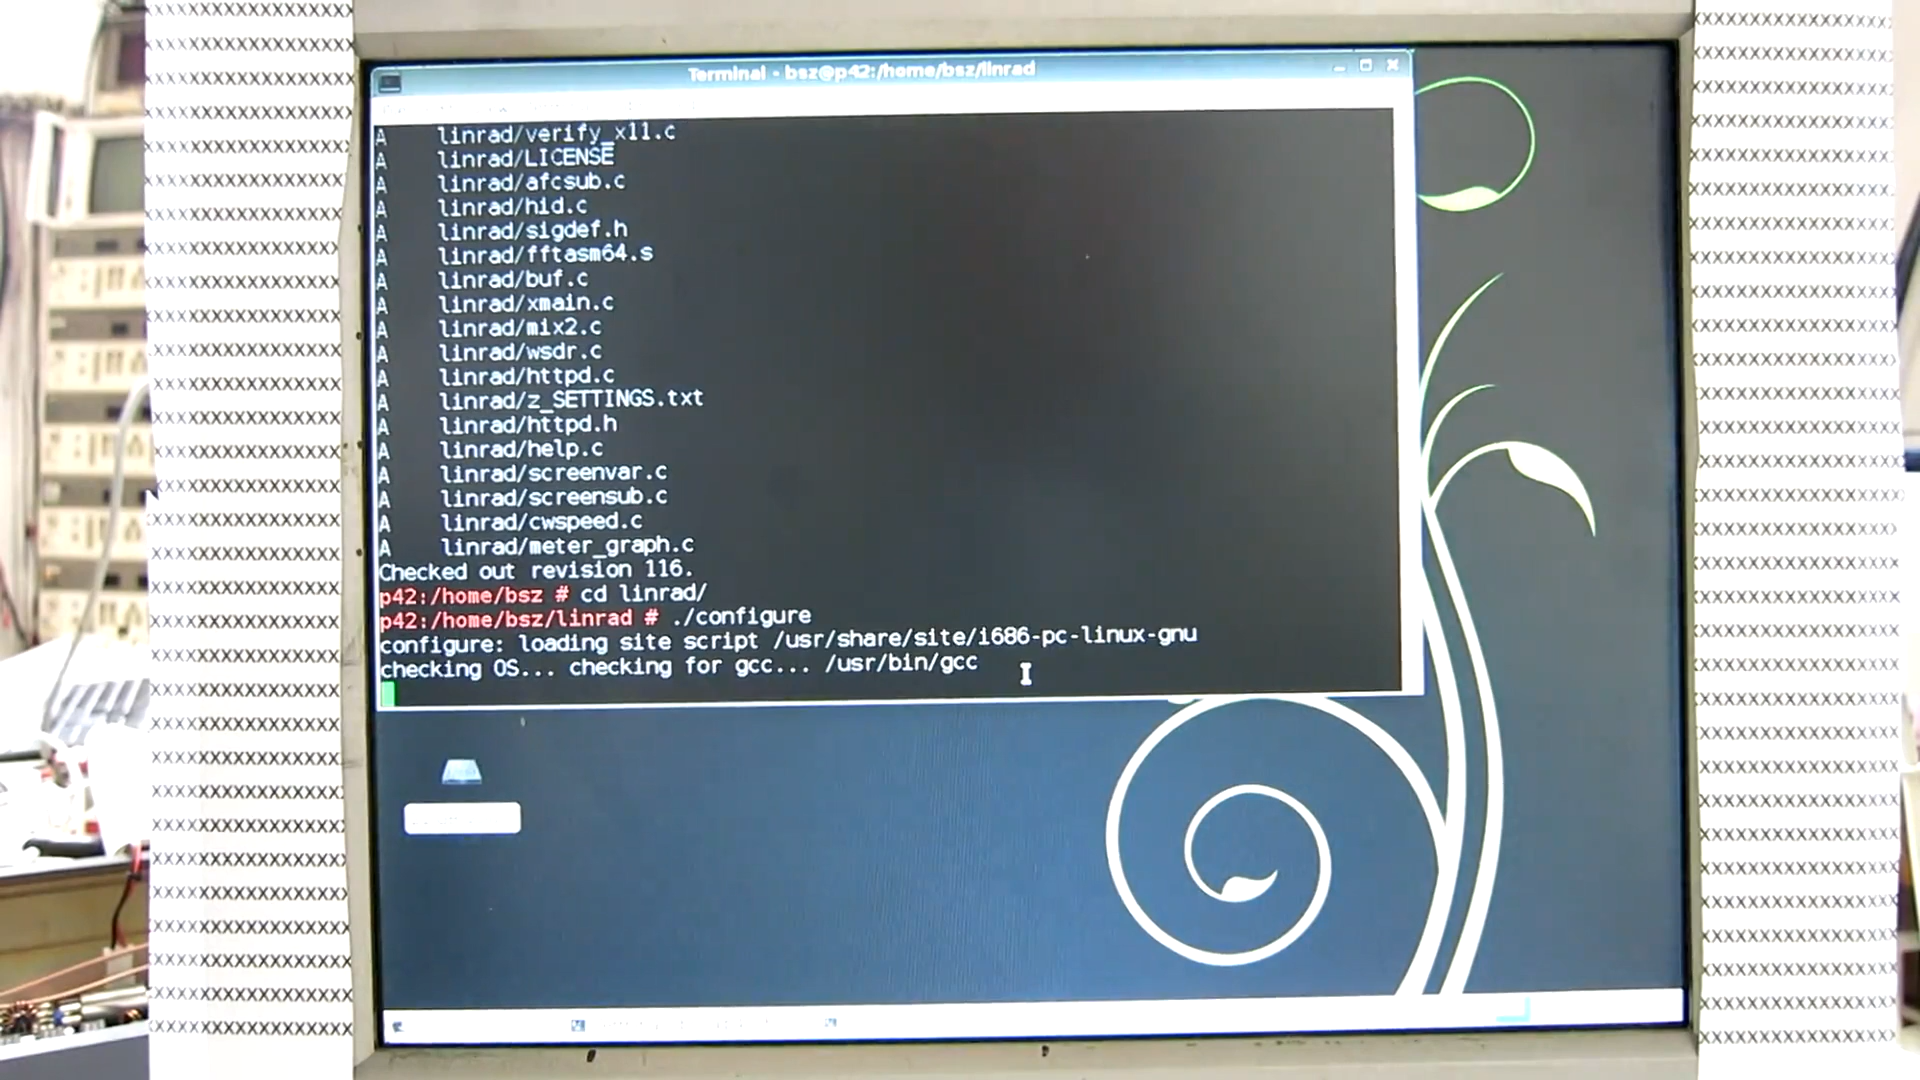 Terminal - bsz@p42:/home/bsz/linrad
A linrad/verify_x11.c
A linrad/LICENSE
A linrad/afcsub.c
A linrad/hid.c
A linrad/sigdef.h
A linrad/fftasm64.s
A linrad/buf.c
A linrad/xmain.c
A linrad/mix2.c
A linrad/wsdr.c
A linrad/httpd.c
A linrad/z_SETTINGS.txt
A linrad/httpd.h
A linrad/help.c
A linrad/screenvar.c
A linrad/screensub.c
A linrad/cwspeed.c
A linrad/meter_graph.c
Checked out revision 116.
p42:/home/bsz # cd linrad/
p42:/home/bsz/linrad # ./configure
configure: loading site script /usr/share/site/i686-pc-linux-gnu
checking OS... checking for gcc... /usr/bin/gcc